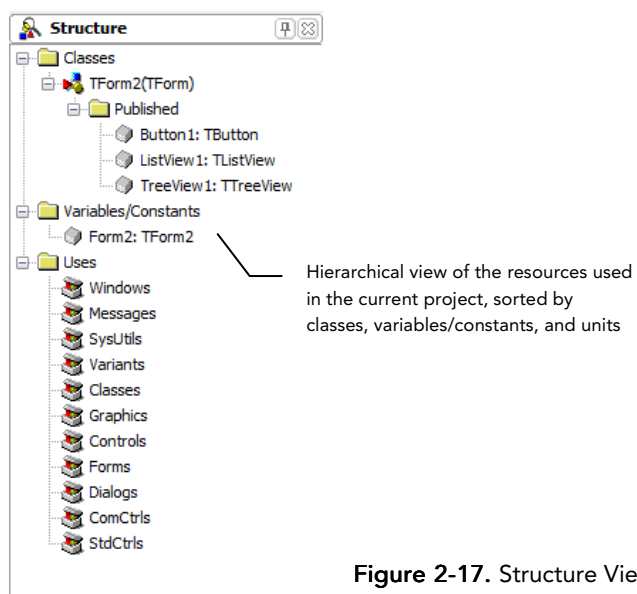 Structure
Classes
TForm2(TForm)
Published
Button1: TButton
ListView1: TListView
TreeView1: TTreeView
Variables/Constants
Form2: TForm2
Uses
Windows
Messages
SysUtils
Variants
Classes
Graphics
Controls
Forms
Dialogs
ComCtrls
StdCtrls
Hierarchical view of the resources used
in the current project, sorted by
classes, variables/constants, and units
Figure 2-17. Structure Vie